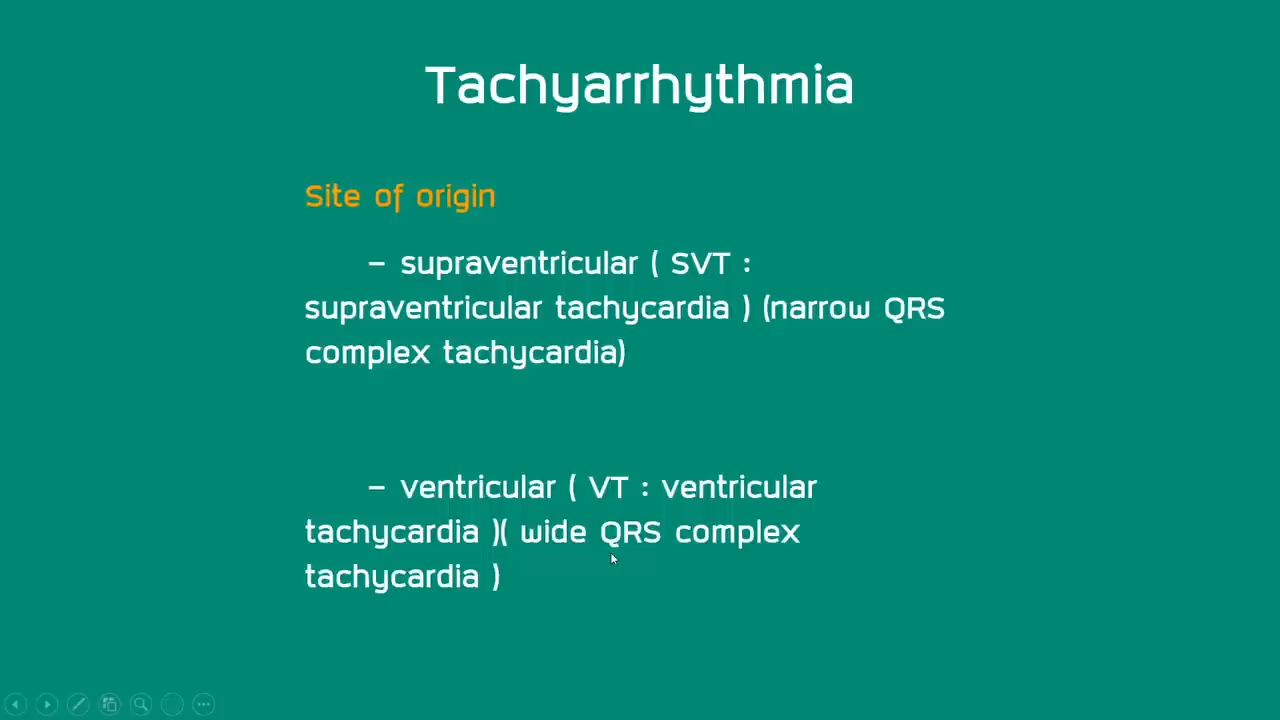 Tachyarrhythmia
Site of origin
– supraventricular ( SVT :
supraventricular tachycardia ) (narrow QRS
complex tachycardia)
– ventricular ( VT : ventricular
tachycardia )( wide QRS complex
tachycardia )